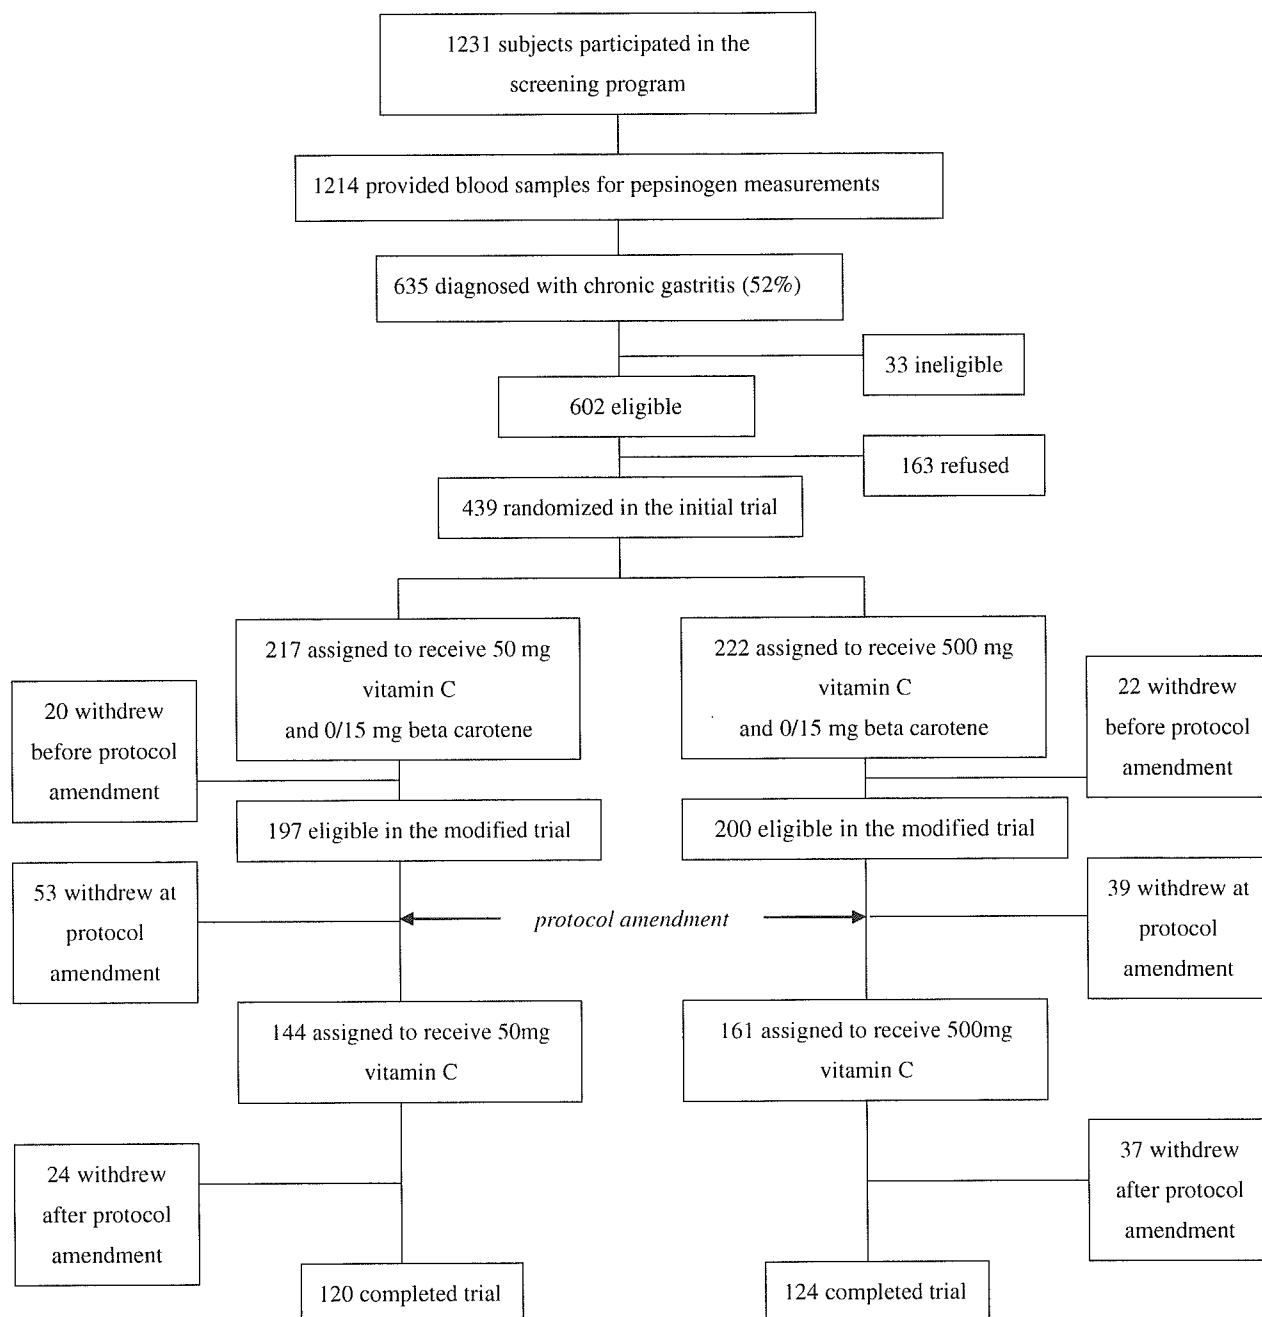 1231 subjects participated in the
screening program
1214 provided blood samples for pepsinogen measurements
635 diagnosed with chronic gastritis (52%)
33 ineligible
602 eligible
163 refused
439 randomized in the initial trial
217 assigned to receive 50 mg
vitamin C
and 0/15 mg beta carotene
222 assigned to receive 500 mg
vitamin C
and 0/15 mg beta carotene
20 withdrew
before protocol
amendment
22 withdrew
before protocol
amendment
197 eligible in the modified trial
200 eligible in the modified trial
53 withdrew at
protocol
amendment
protocol amendment
39 withdrew at
protocol
amendment
144 assigned to receive 50mg
vitamin C
161 assigned to receive 500mg
vitamin C
24 withdrew
after protocol
amendment
37 withdrew
after protocol
amendment
120 completed trial
124 completed trial